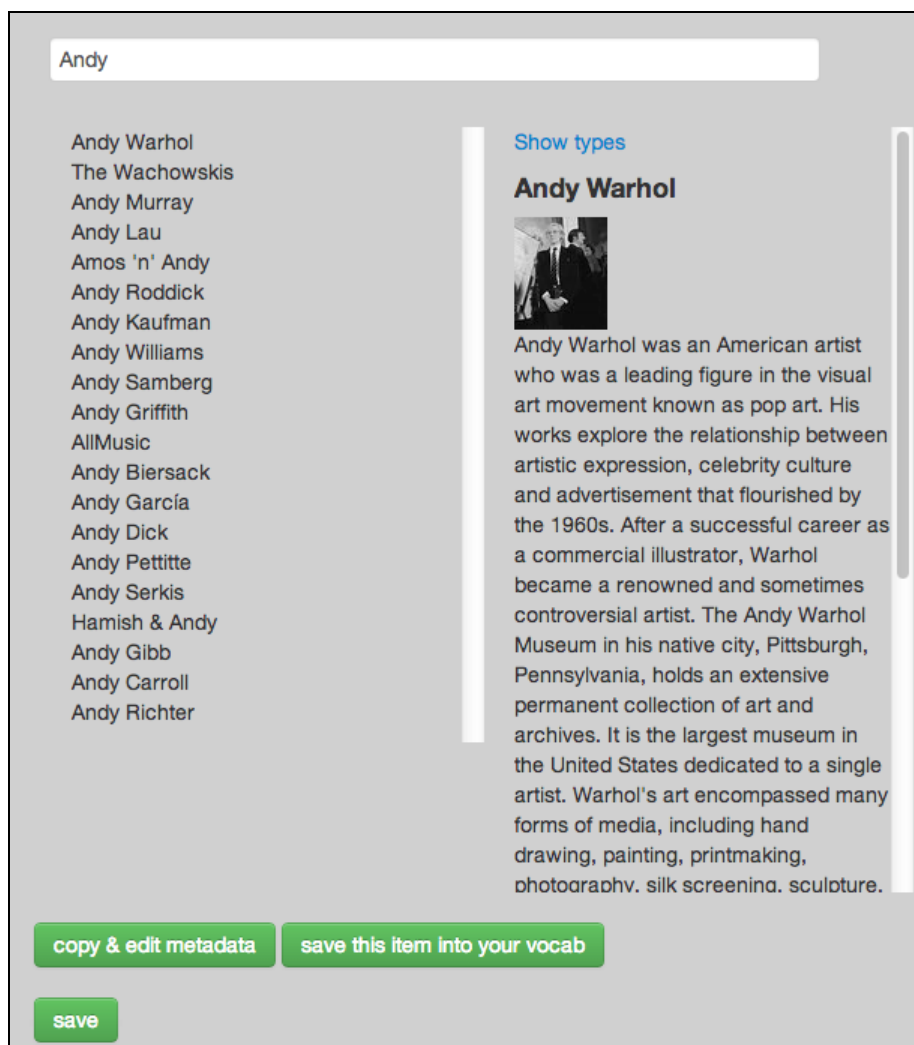 Andy
Andy Warhol
The Wachowskis
Andy Murray
Andy Lau
Amos 'n' Andy
Andy Roddick
Andy Kaufman
Andy Williams
Andy Samberg
Andy Griffith
AllMusic
Andy Biersack
Andy García
Andy Dick
Andy Pettitte
Andy Serkis
Hamish & Andy
Andy Gibb
Andy Carroll
Andy Richter
Show types
Andy Warhol
Andy Warhol was an American artist
who was a leading figure in the visual
art movement known as pop art. His
works explore the relationship between
artistic expression, celebrity culture
and advertisement that flourished by
the 1960s. After a successful career as
a commercial illustrator, Warhol
became a renowned and sometimes
controversial artist. The Andy Warhol
Museum in his native city, Pittsburgh,
Pennsylvania, holds an extensive
permanent collection of art and
archives. It is the largest museum in
the United States dedicated to a single
artist. Warhol's art encompassed many
forms of media, including hand
drawing, painting, printmaking,
photography, silk screening, sculpture,
copy & edit metadata
save this item into your vocab
save